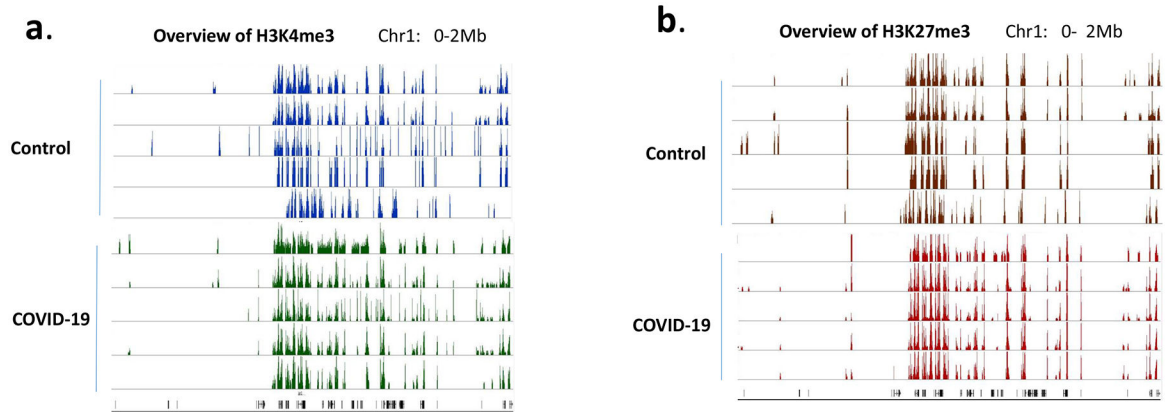 a.
Overview of H3K4me3 Chr1: 0-2Mb
Control
COVID-19
b.
Overview of H3K27me3 Chr1: 0- 2Mb
Control
COVID-19